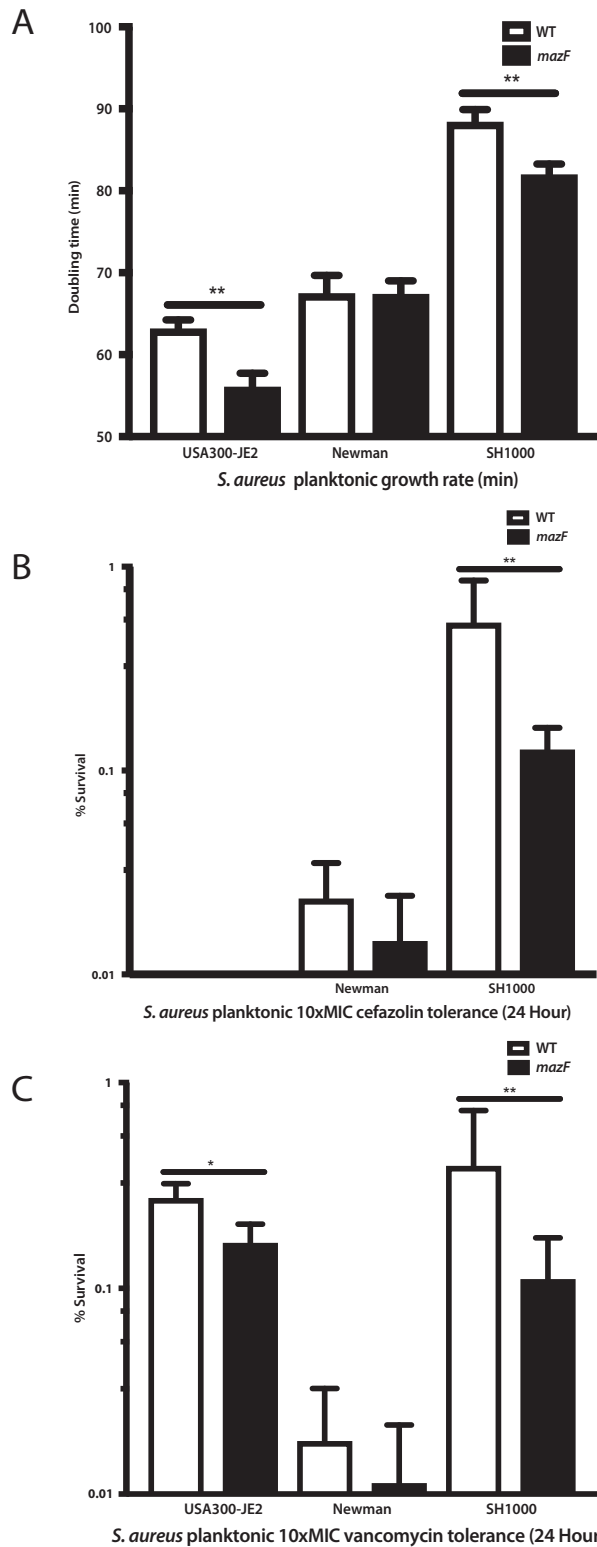 A
100
90
80
70
60
50
Doubling time (min)
WT
mazF
**
**
USA300-JE2 Newman SH1000
S. aureus planktonic growth rate (min)
B
WT
mazF
1
0.1
0.01
% Survival
**
Newman SH1000
S. aureus planktonic 10xMIC cefazolin tolerance (24 Hour)
C
WT
mazF
1
0.1
0.01
% Survival
*
**
USA300-JE2 Newman SH1000
S. aureus planktonic 10xMIC vancomycin tolerance (24 Hour